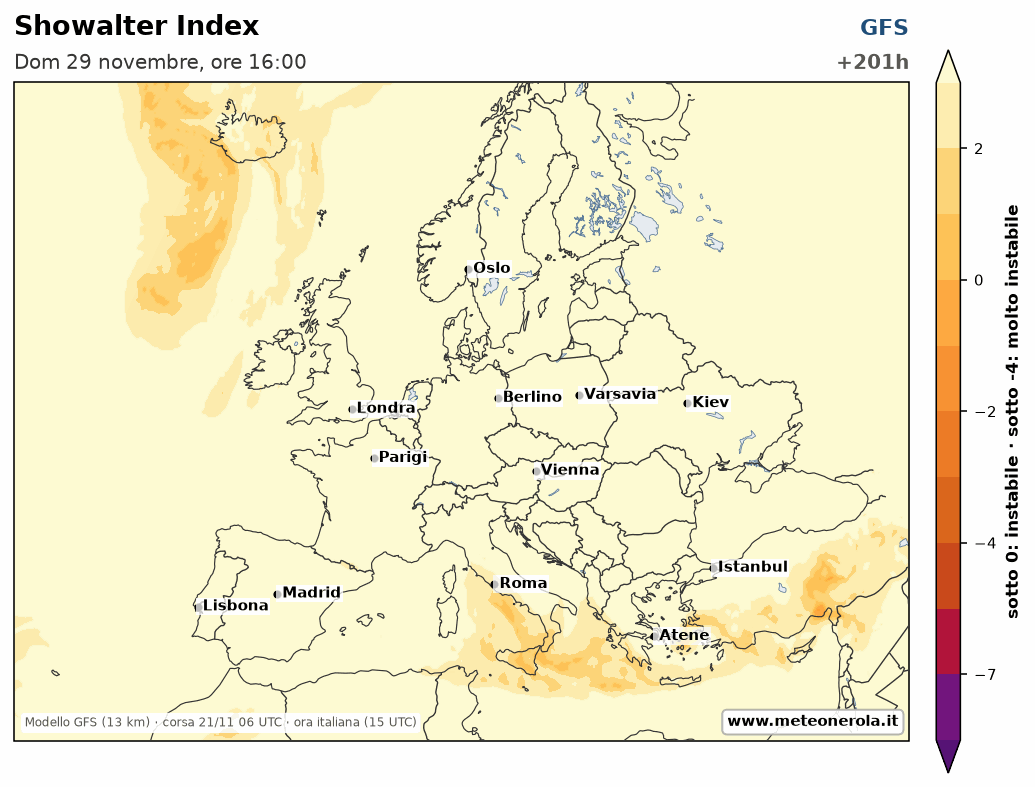 Showalter Index
GFS
Dom 29 novembre, ore 16:00
+201h
Oslo
Berlino
Varsavia
Kiev
Londra
Parigi
Vienna
Istanbul
Roma
Madrid
Lisbona
Atene
2
0
−2
−4
−7
sotto 0: instabile · sotto -4: molto instabile
Modello GFS (13 km) · corsa 21/11 06 UTC · ora italiana (15 UTC)
www.meteonerola.it